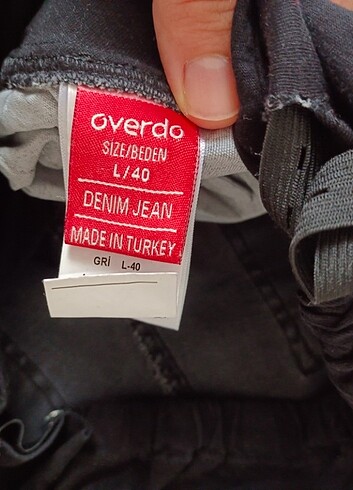 overdo
SIZE/BEDEN
L/40
DENIM JEAN
MADE IN TURKEY
GRİ L-40